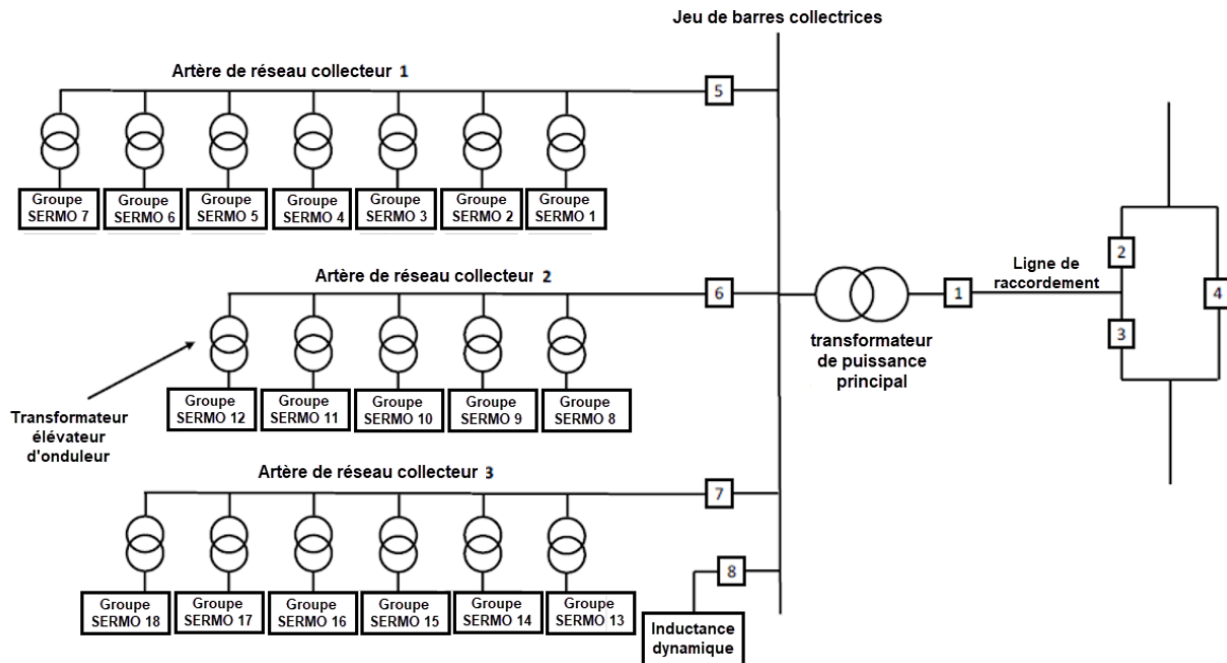 Jeu de barres collectrices
Artère de réseau collecteur 1
5
Groupe
SERMO 7
Groupe
SERMO 6
Groupe
SERMO 5
Groupe
SERMO 4
Groupe
SERMO 3
Groupe
SERMO 2
Groupe
SERMO 1
Artère de réseau collecteur 2
6
Groupe
SERMO 12
Groupe
SERMO 11
Groupe
SERMO 10
Groupe
SERMO 9
Groupe
SERMO 8
Transformateur
élévateur
d'onduleur
transformateur
de puissance
principal
1
Ligne de
raccordement
2
3
4
Artère de réseau collecteur 3
7
Groupe
SERMO 18
Groupe
SERMO 17
Groupe
SERMO 16
Groupe
SERMO 15
Groupe
SERMO 14
Groupe
SERMO 13
8
Inductance
dynamique